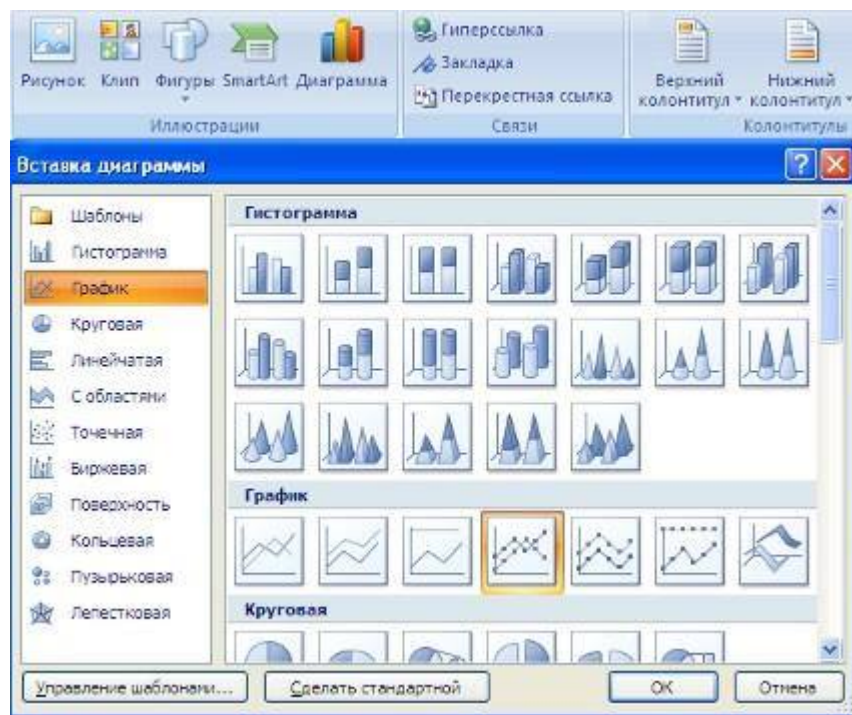 Гиперссылка
Закладка
Перекрестная ссылка
Рисунок Клип Фигуры SmartArt Диаграмма
Верхний колонтитул
Нижний колонтитул
Иллюстрации
Связи
Колонтитулы
Вставка диаграммы
Шаблоны
Гистограмма
График
Круговая
Линейчатая
С областями
Точечная
Биржевая
Поверхность
Кольцевая
Пузырьковая
Лепестковая
Гистограмма
График
Круговая
Управление шаблонами...
Сделать стандартной
ОК
Отмена